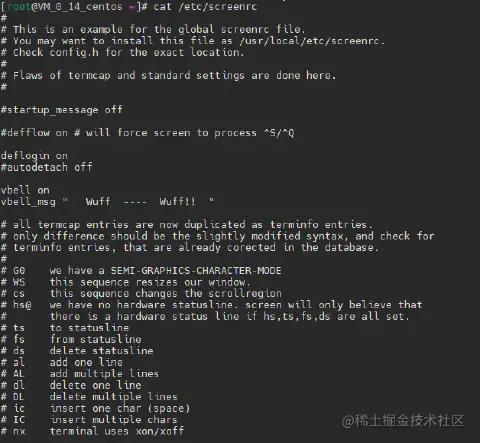 [root@VM_0_14_centos ~]# cat /etc/screenrc
#
# This is an example for the global screenrc file.
# You may want to install this file as /usr/local/etc/screenrc.
# Check config.h for the exact location.
#
# Flaws of termcap and standard settings are done here.
#

#startup_message off

#defflow on # will force screen to process ^S/^Q

deflogin on
#autodetach off

vbell on
vbell_msg "   Wuff  ----  Wuff!!  "

# all termcap entries are now duplicated as terminfo entries.
# only difference should be the slightly modified syntax, and check for
# terminfo entries, that are already corected in the database.
#
# G0    we have a SEMI-GRAPHICS-CHARACTER-MODE
# WS    this sequence resizes our window.
# cs    this sequence changes the scrollregion
# hs@   we have no hardware statusline. screen will only believe that
#       there is a hardware status line if hs,ts,fs,ds are all set.
# ts    to statusline
# fs    from statusline
# ds    delete statusline
# al    add one line
# AL    add multiple lines
# dl    delete one line
# DL    delete multiple lines
# ic    insert one char (space)
# IC    insert multiple chars
# nx    terminal uses xon/xoff
@稀土掘金技术社区